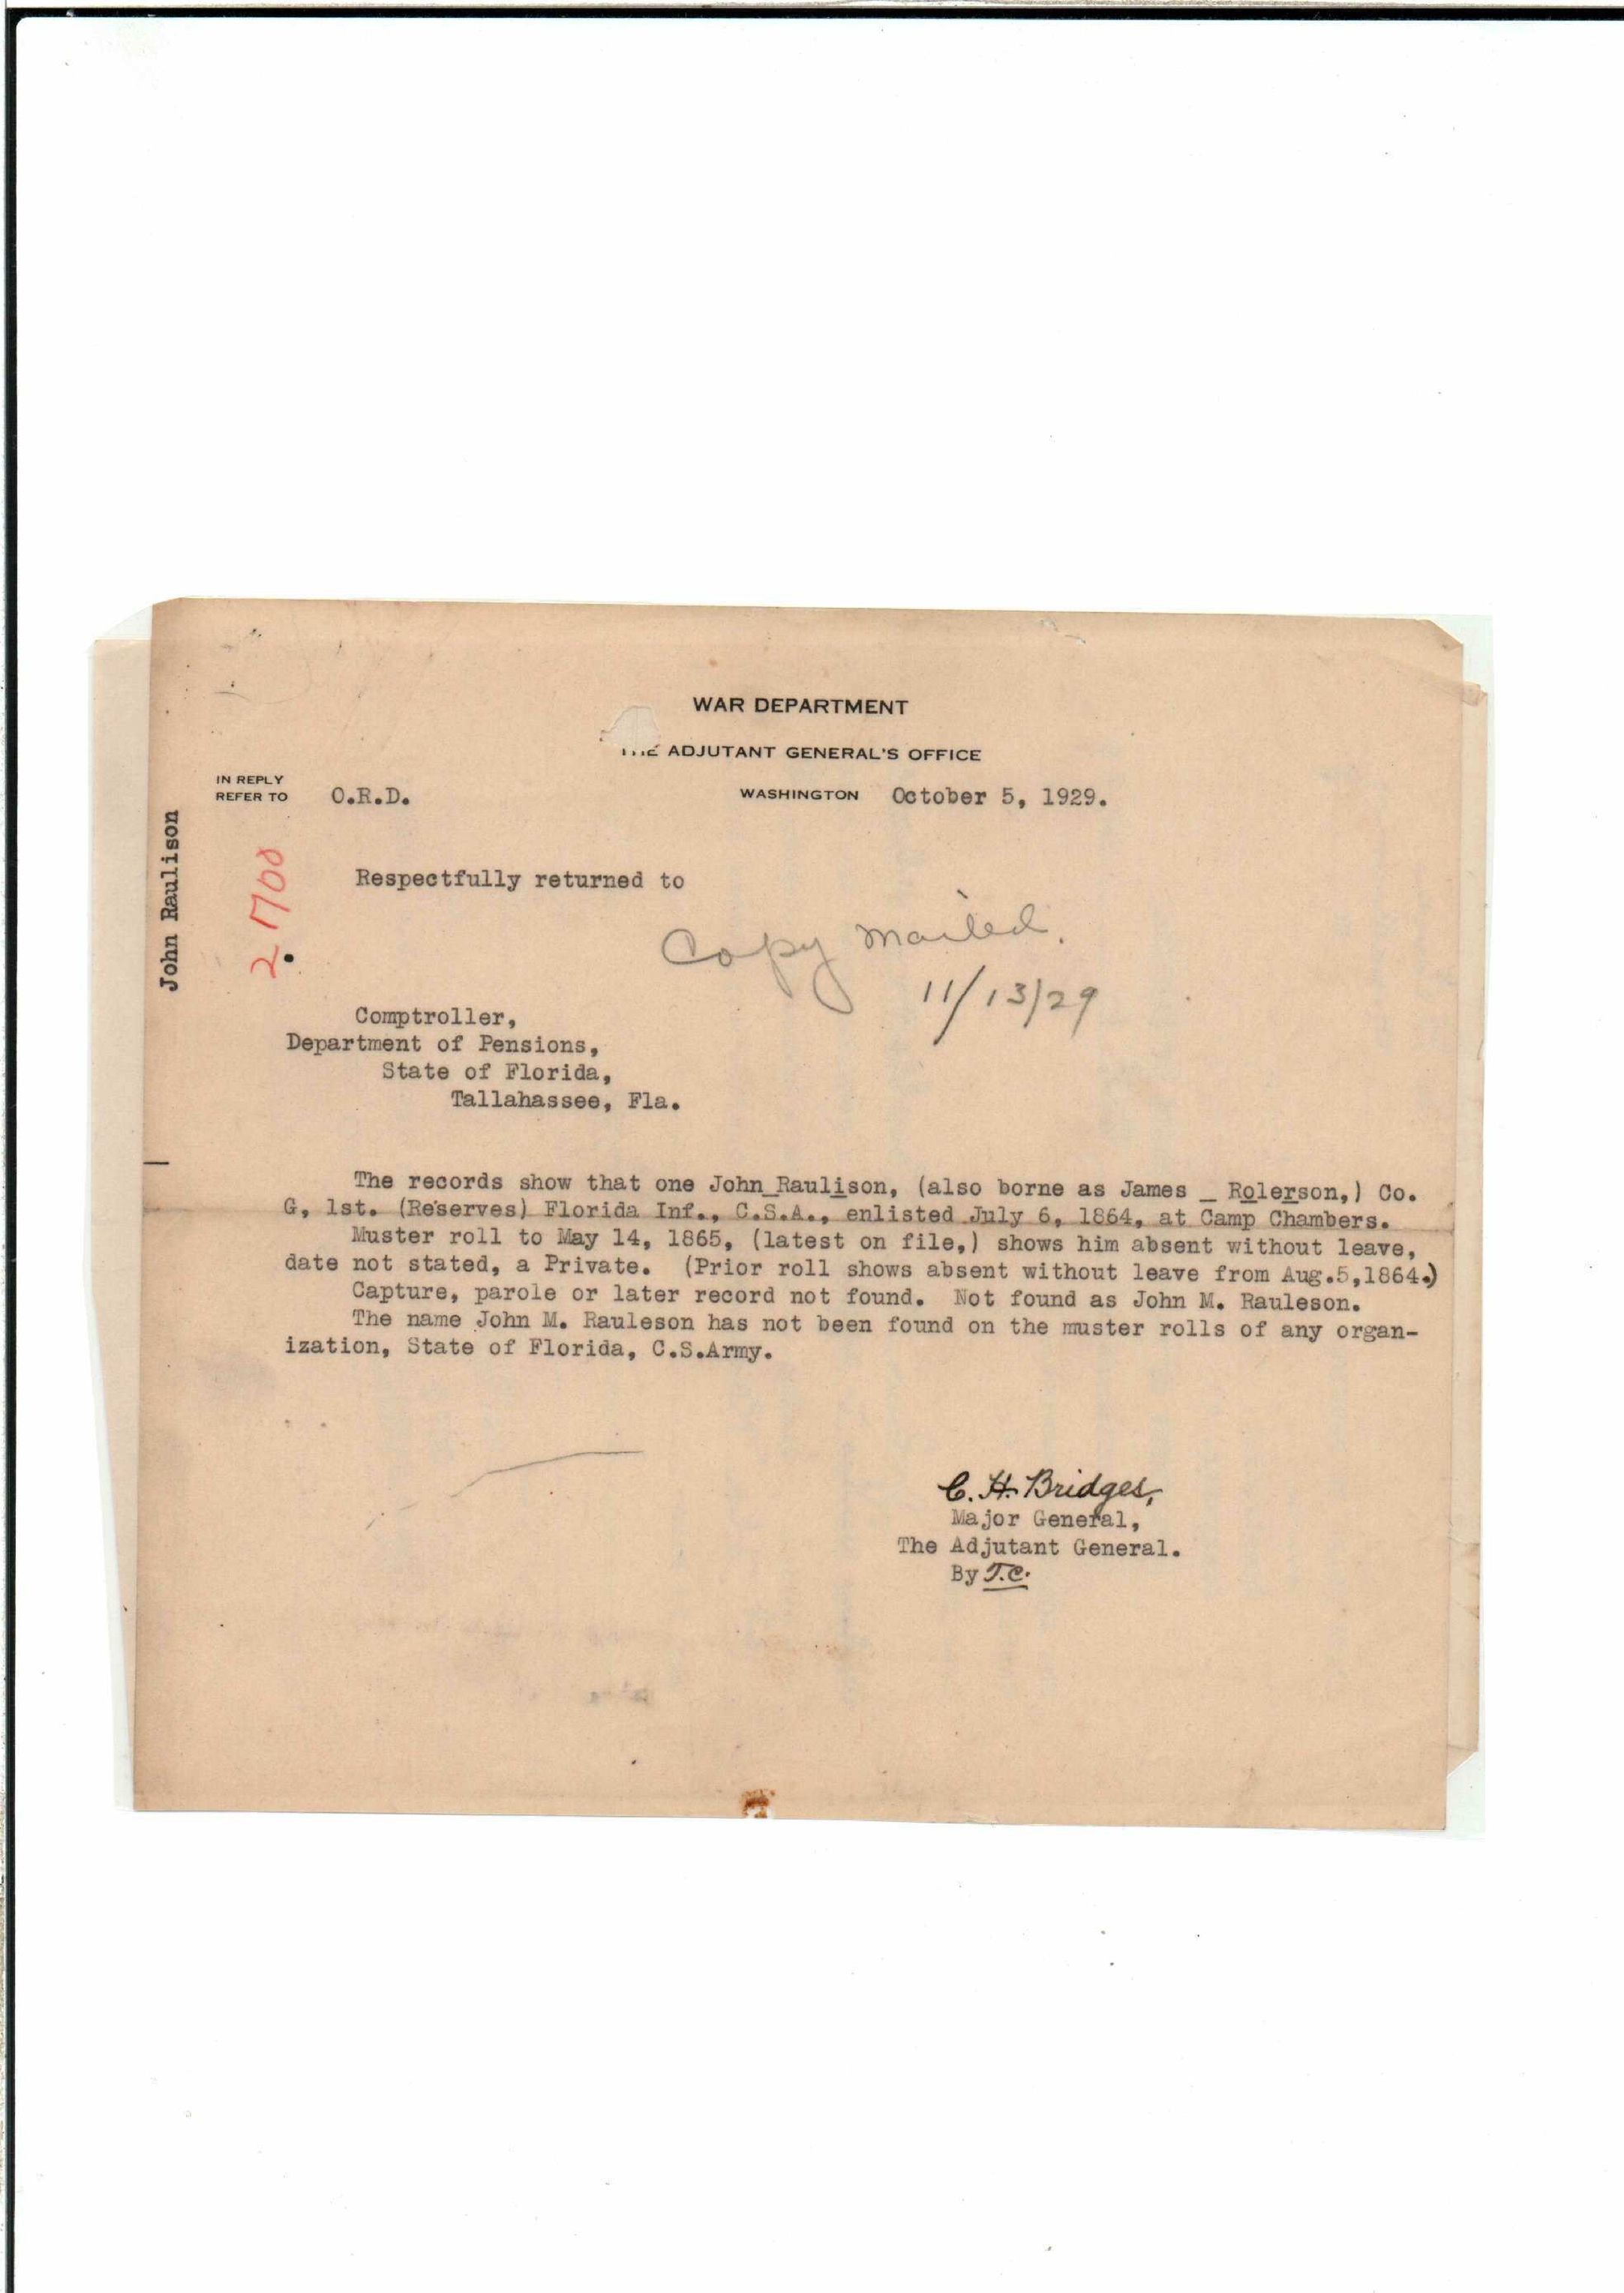 WAR DEPARTMENT
THE ADJUTANT GENERAL'S OFFICE
IN REPLY
REFER TO O.R.D.
WASHINGTON October 5, 1929.
John Raulison
2700
Respectfully returned to
Copy mailed.
11/13/29
Comptroller,
Department of Pensions,
State of Florida,
Tallahassee, Fla.
The records show that one John_Raulison, (also borne as James _ Rolerson,) Co.
G, 1st. (Reserves) Florida Inf., C.S.A., enlisted July 6, 1864, at Camp Chambers.
Muster roll to May 14, 1865, (latest on file,) shows him absent without leave,
date not stated, a Private. (Prior roll shows absent without leave from Aug.5,1864.)
Capture, parole or later record not found. Not found as John M. Rauleson.
The name John M. Rauleson has not been found on the muster rolls of any organ-
ization, State of Florida, C.S.Army.
C. H. Bridges,
Major General,
The Adjutant General.
By T.C.